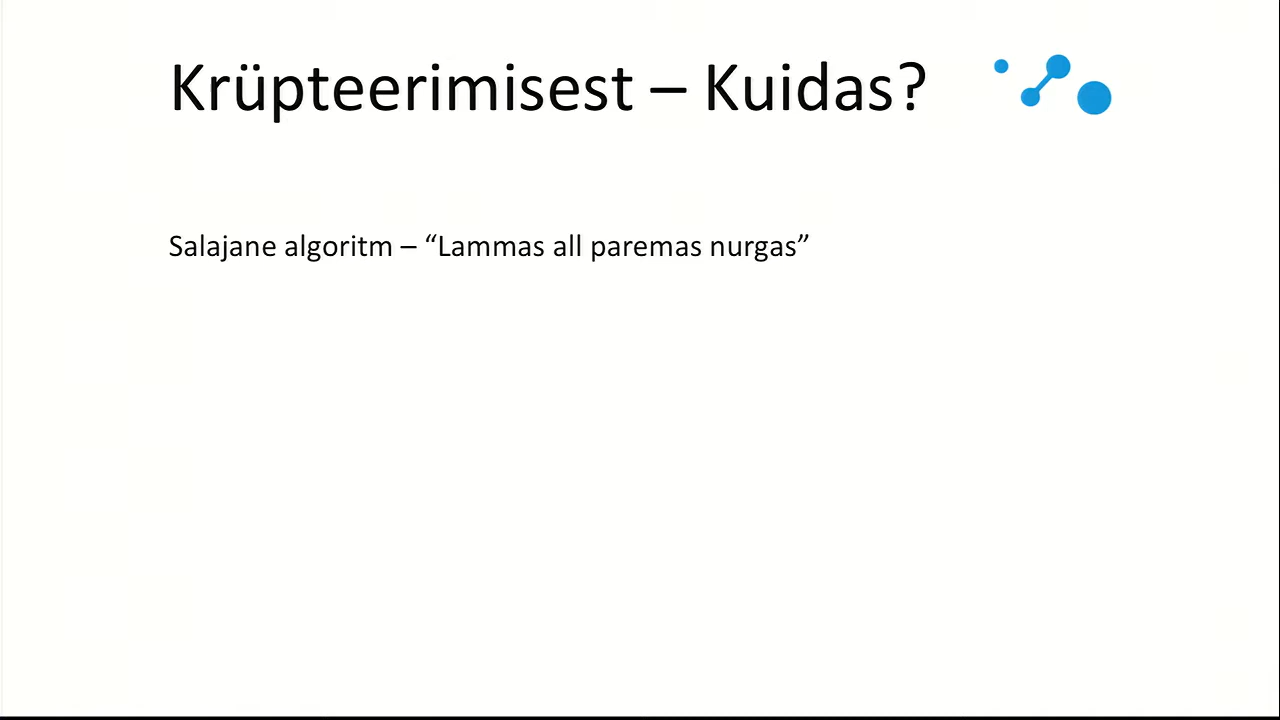 Krüpteerimisest – Kuidas?
Salajane algoritm – “Lammas all paremas nurgas”